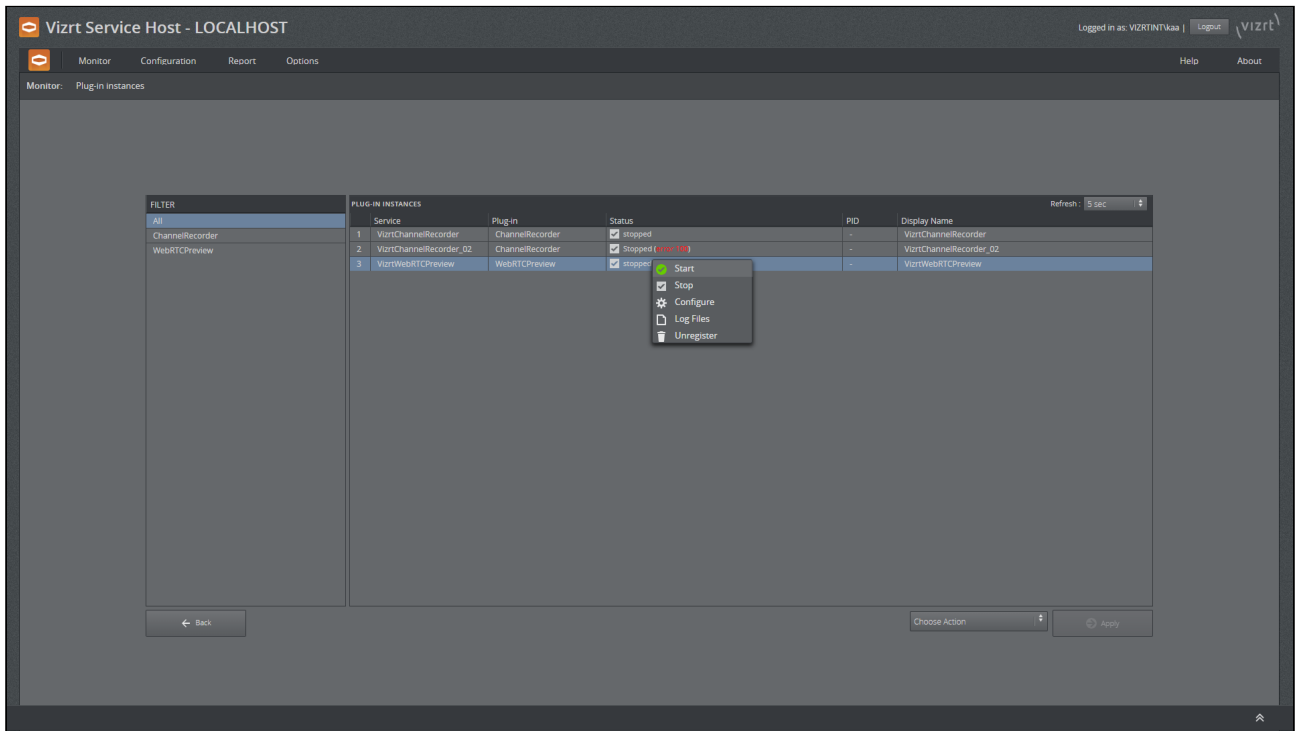 Vizrt Service Host - LOCALHOST
Logged in as: VIZRTINT\kaa | Logout vizrt
Monitor Configuration Report Options Help About
Monitor: Plug-in instances
FILTER
All
ChannelRecorder
WebRTCPreview
PLUG-IN INSTANCES Refresh : 5 sec
Service Plug-in Status PID Display Name
1 VizrtChannelRecorder ChannelRecorder stopped - VizrtChannelRecorder
2 VizrtChannelRecorder_02 ChannelRecorder Stopped ( ) - VizrtChannelRecorder_02
3 VizrtWebRTCPreview WebRTCPreview stopped - VizrtWebRTCPreview
Start
Stop
Configure
Log Files
Unregister
Back
Choose Action
Apply